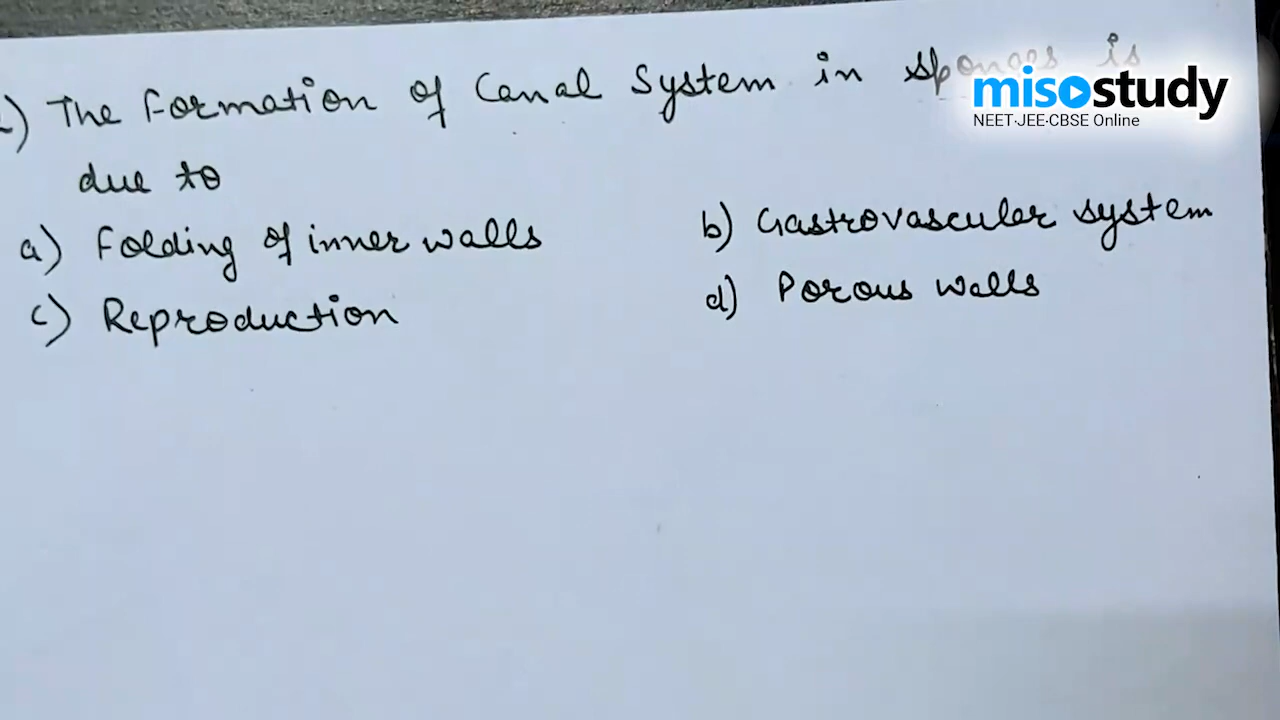 The formation of Canal System in sponges is
due to
a) Folding of inner walls
b) Gastrovascular system
c) Reproduction
d) Porous walls
misostudy
NEET-JEE-CBSE Online